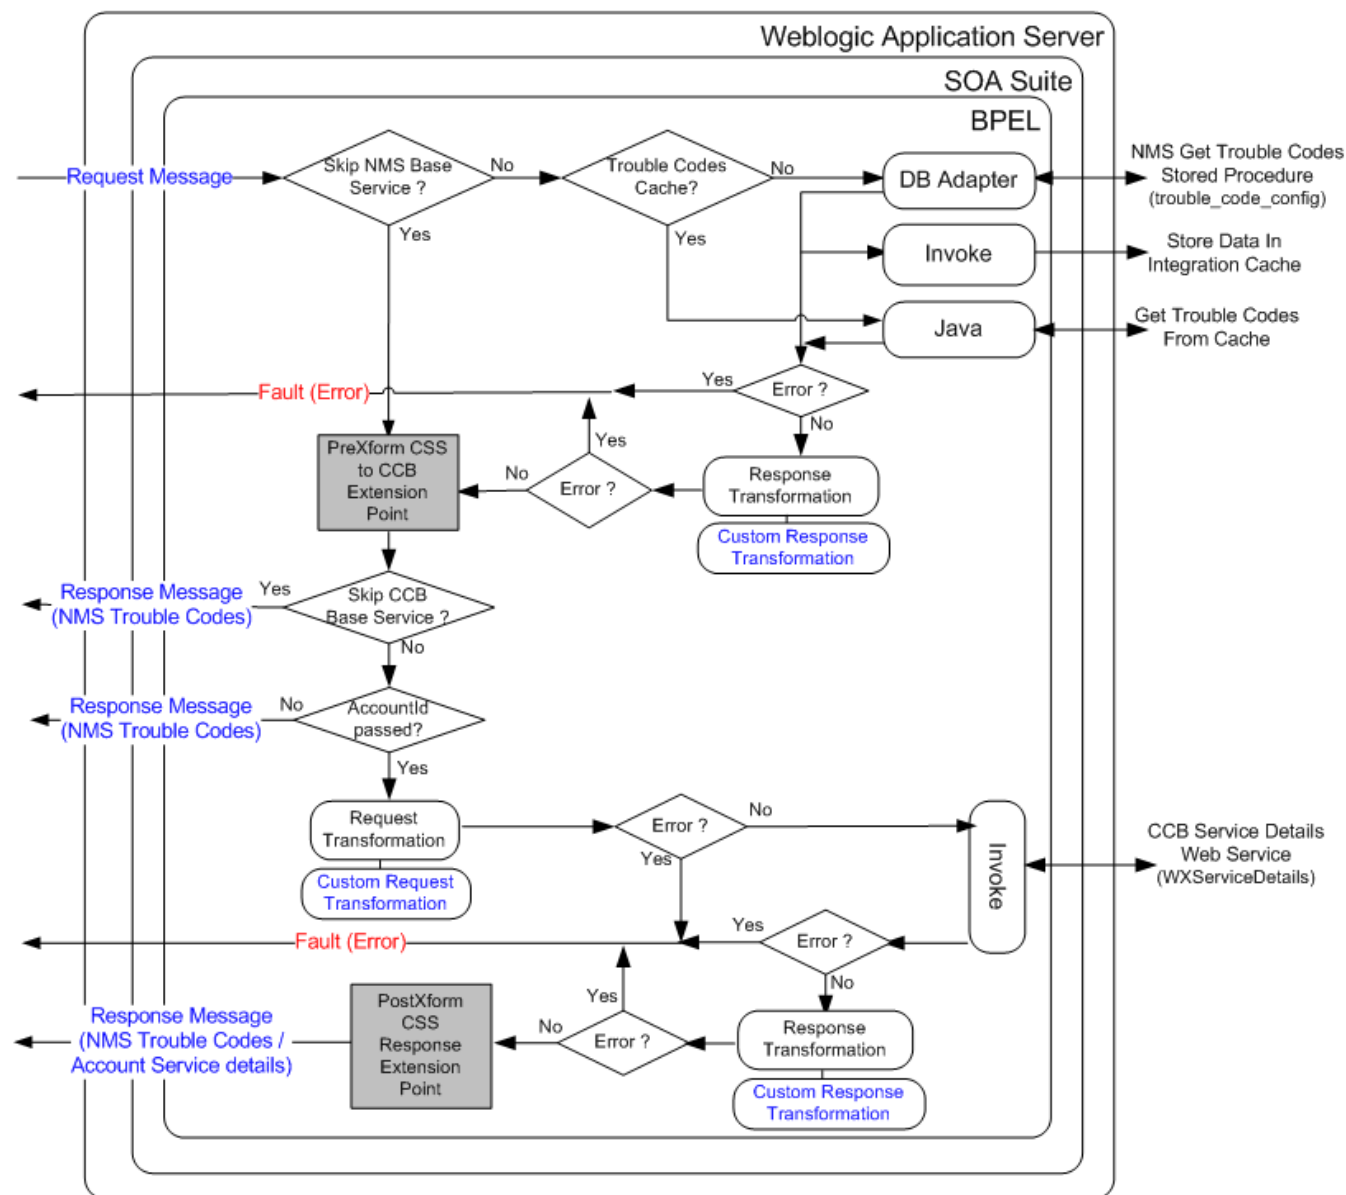 Weblogic Application Server
SOA Suite
BPEL
Request Message
Skip NMS Base
Service ?
No
Trouble Codes
Cache?
No
DB Adapter
NMS Get Trouble Codes
Stored Procedure
(trouble_code_config)
Yes
Yes
Invoke
Store Data In
Integration Cache
Java
Get Trouble Codes
From Cache
Fault (Error)
Yes
Error ?
No
PreXform CSS
to CCB
Extension
Point
No
Error ?
Yes
Response
Transformation
Custom Response
Transformation
Response Message
(NMS Trouble Codes)
Yes
Skip CCB
Base Service ?
No
Response Message
(NMS Trouble Codes)
No
AccountId
passed?
Yes
Request
Transformation
Custom Request
Transformation
Error ?
No
Yes
Invoke
CCB Service Details
Web Service
(WXServiceDetails)
Fault (Error)
Yes
Error ?
No
Response Message
(NMS Trouble Codes /
Account Service details)
PostXform
CSS
Response
Extension
Point
No
Error ?
Yes
Response
Transformation
Custom Response
Transformation